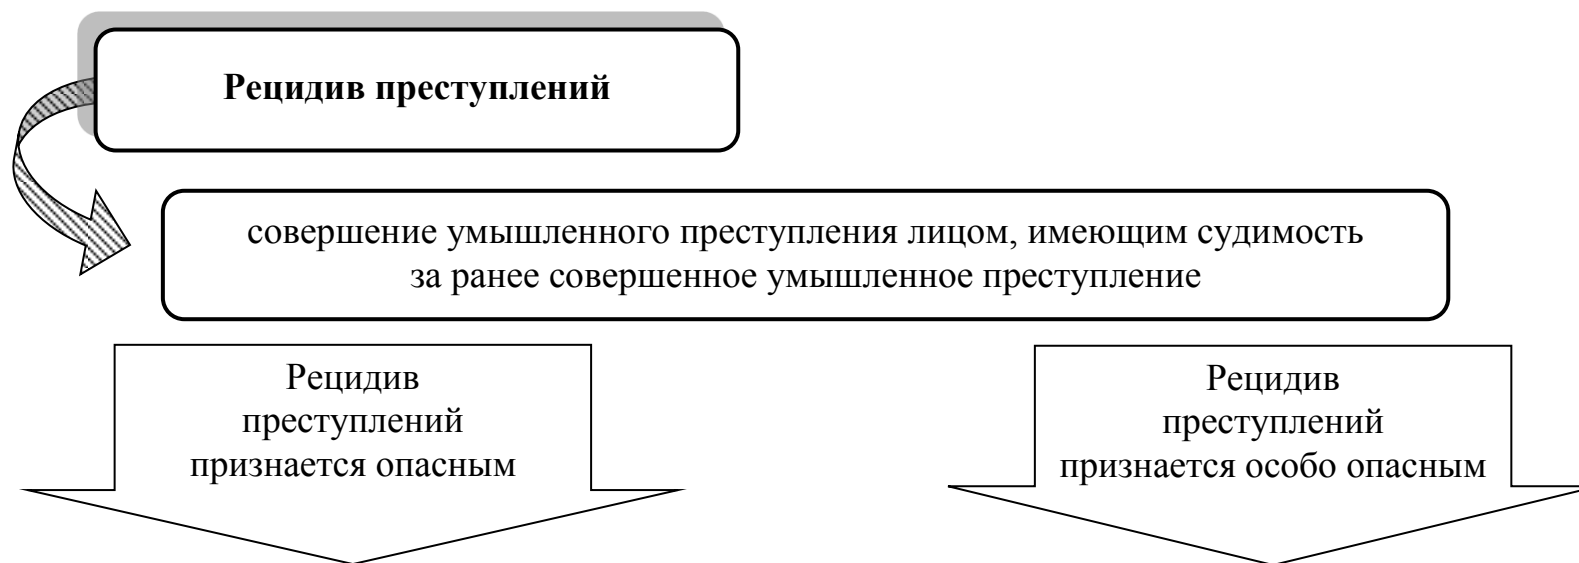 Рецидив преступлений
совершение умышленного преступления лицом, имеющим судимость
за ранее совершенное умышленное преступление
Рецидив
преступлений
признается опасным
Рецидив
преступлений
признается особо опасным